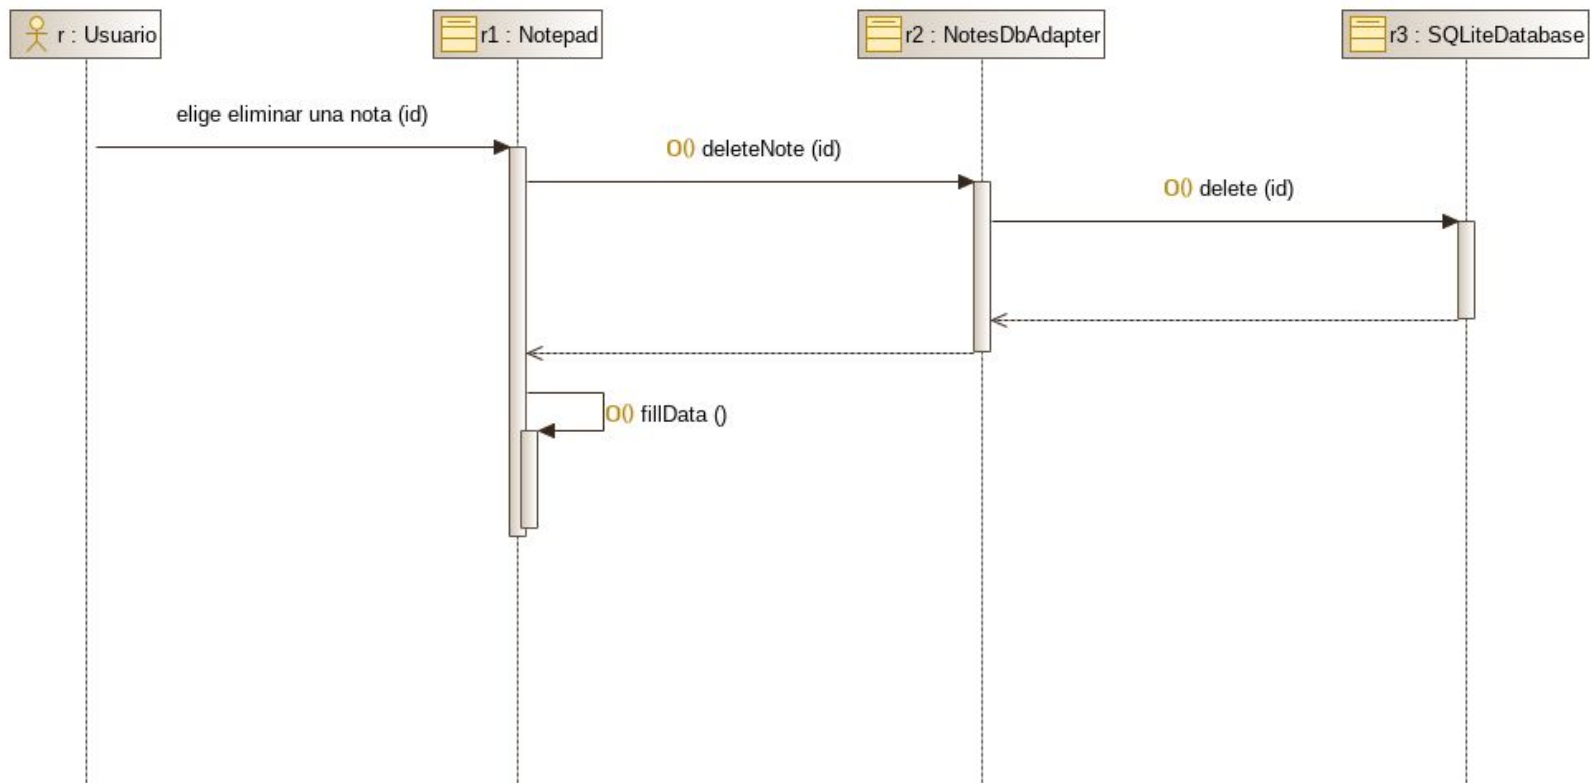 r : Usuario
r1 : Notepad
r2 : NotesDbAdapter
r3 : SQLiteDatabase
elige eliminar una nota (id)
O() deleteNote (id)
O() delete (id)
O() fillData ()